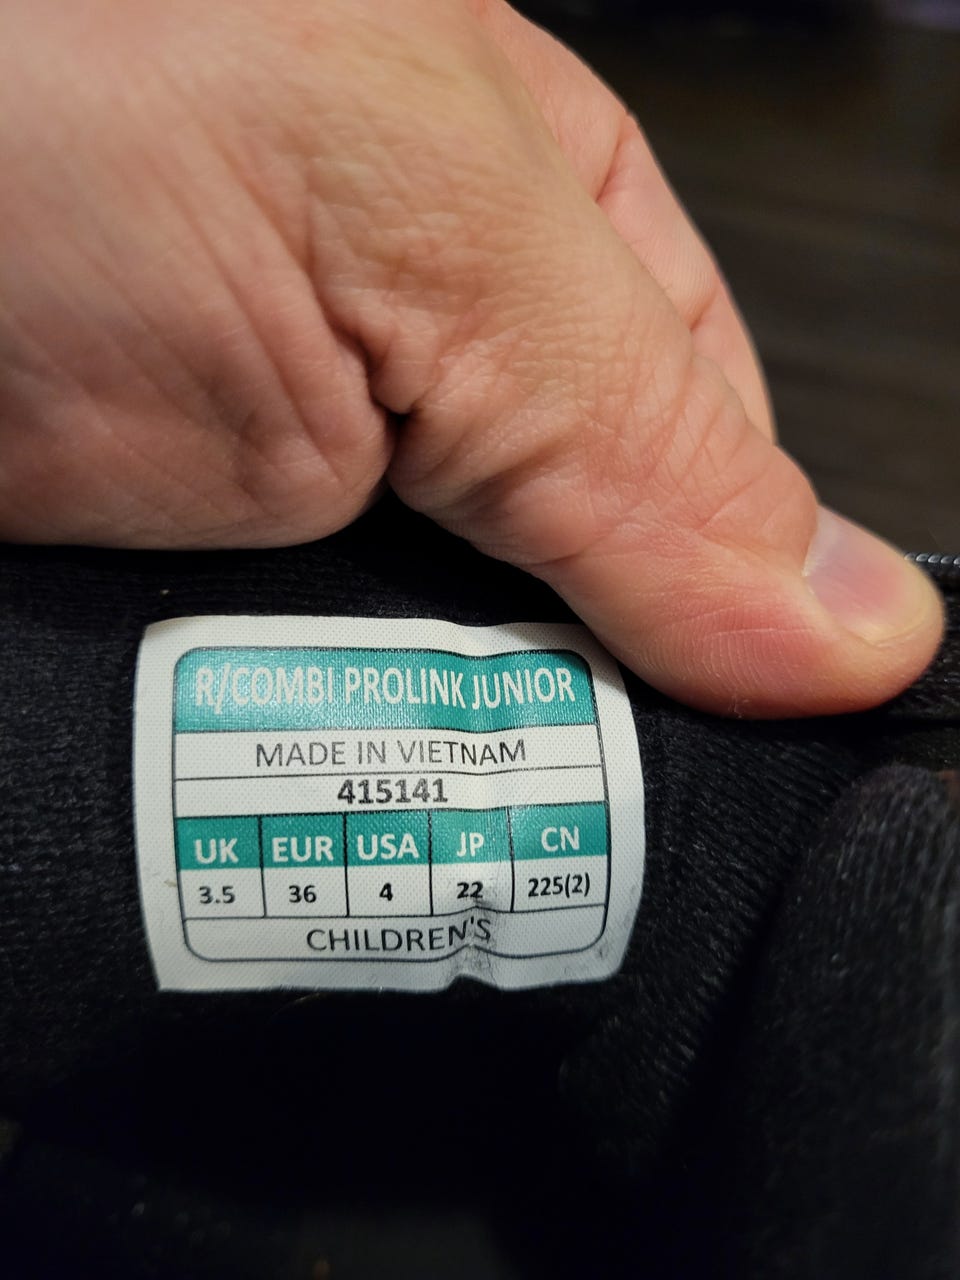 R/COMBI PROLINK JUNIOR
MADE IN VIETNAM
415141
UK EUR USA JP CN
3.5 36 4 22 225(2)
CHILDREN'S